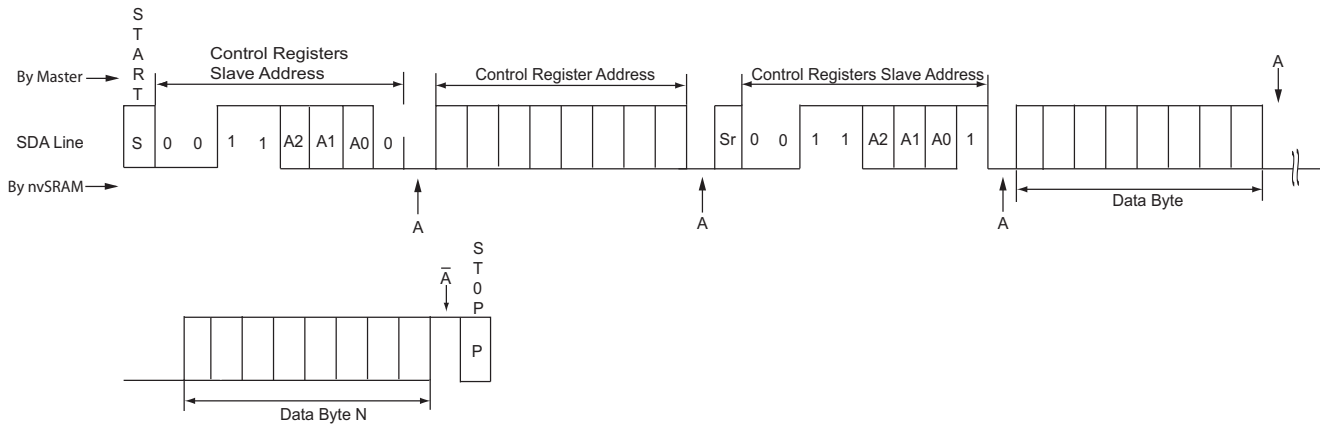 START
Control Registers
Slave Address
By Master
Control Register Address
Control Registers Slave Address
A
SDA Line
S 0 0 1 1 A2 A1 A0 0
Sr 0 0 1 1 A2 A1 A0 1
By nvSRAM
A
A
A
Data Byte
Ā
ST0P
P
Data Byte N